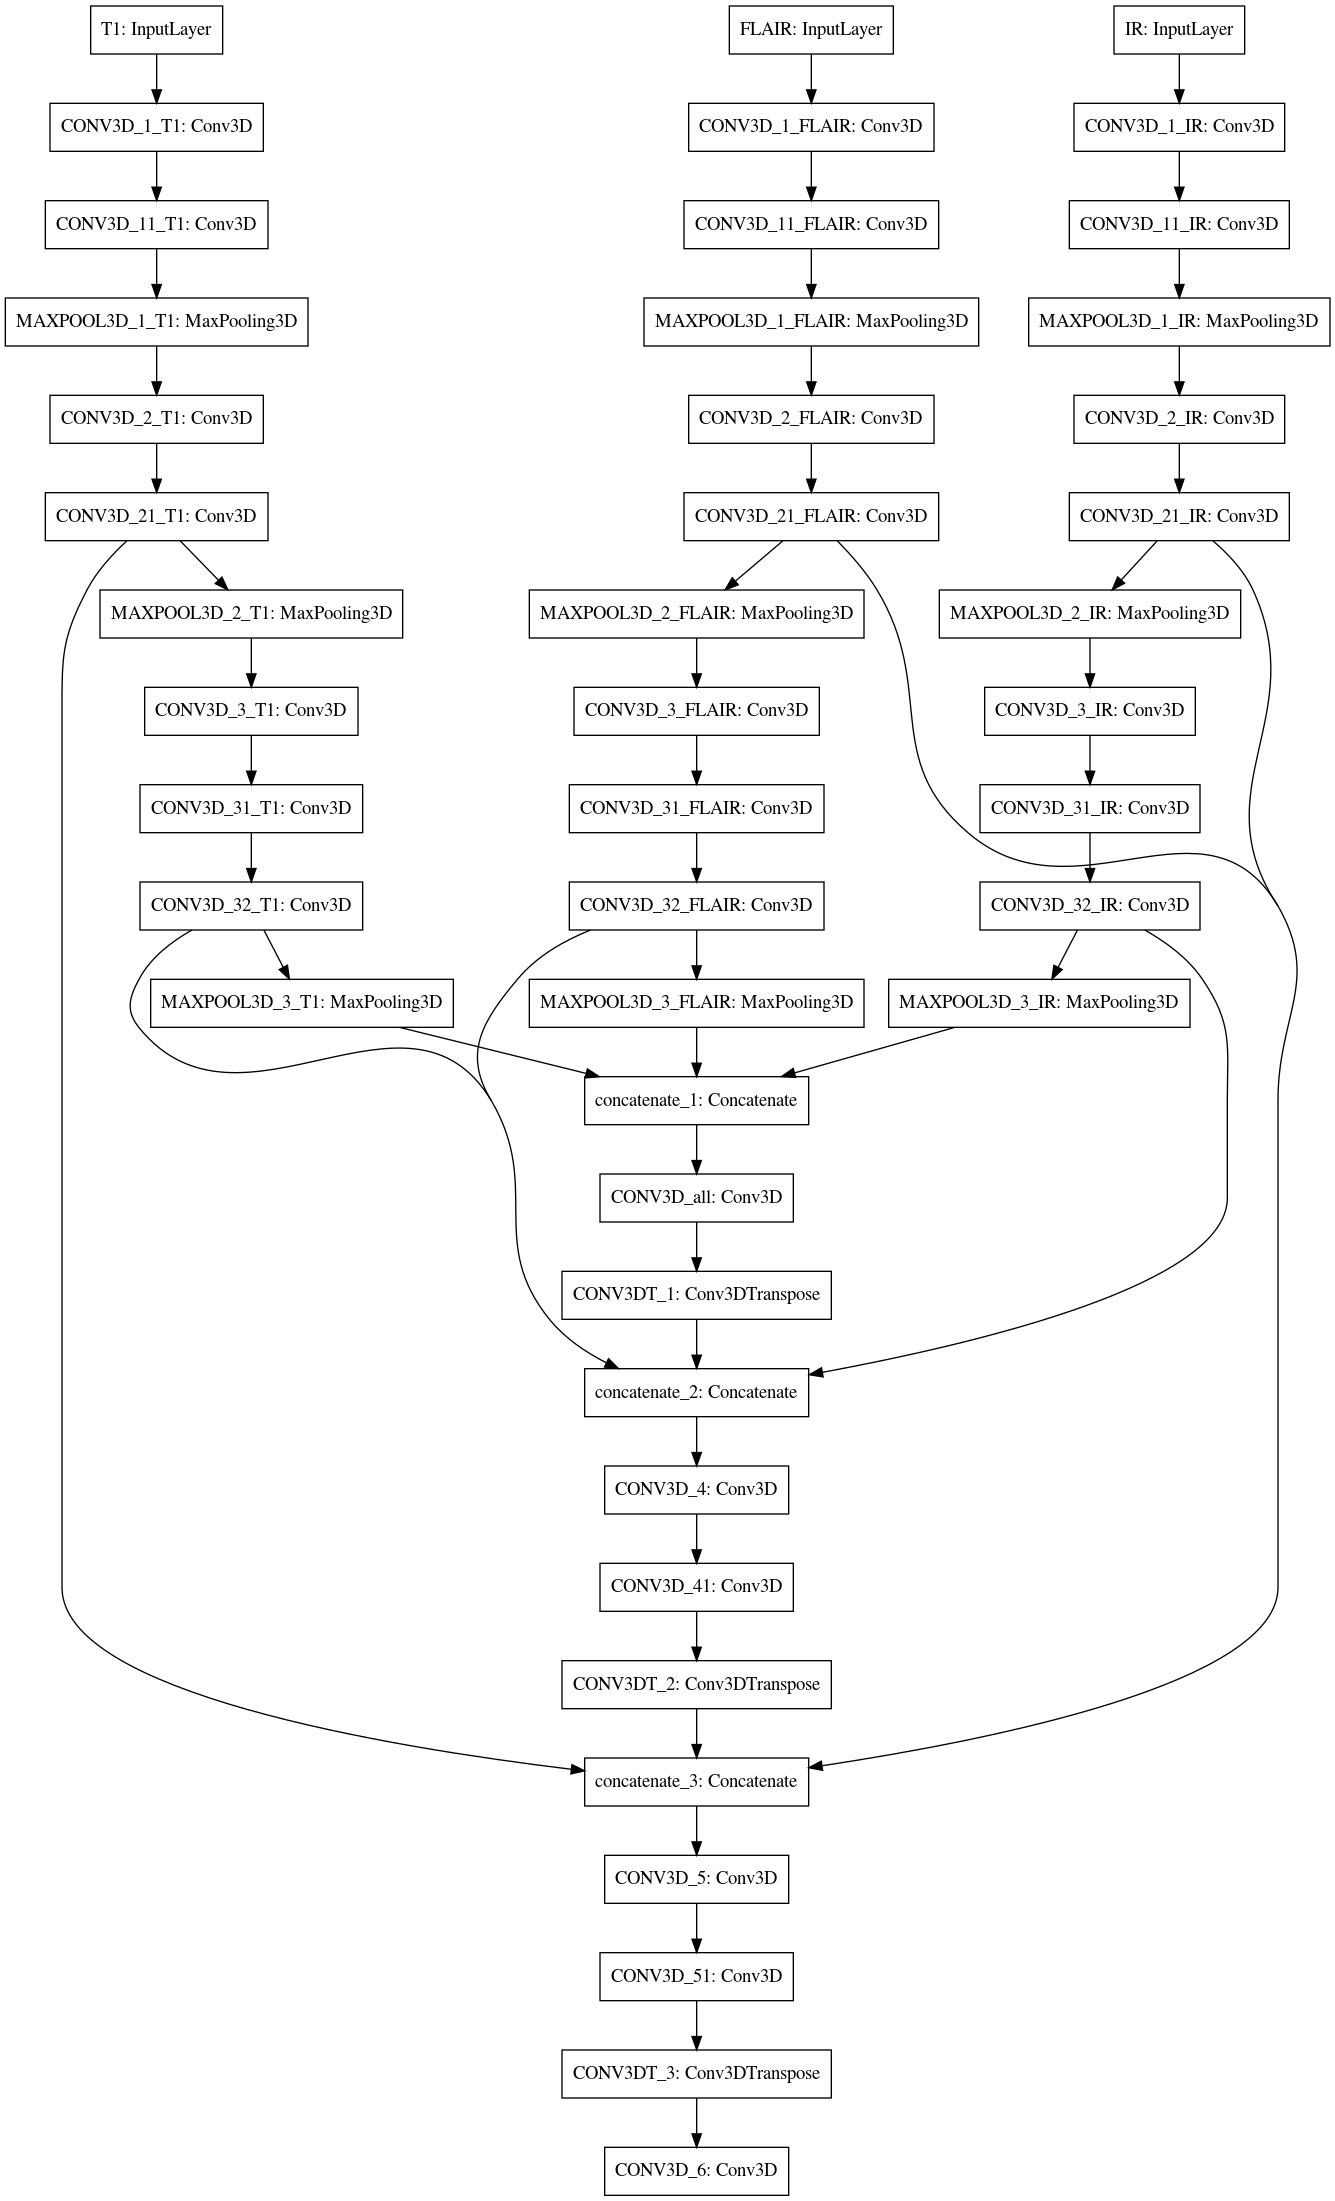 T1: InputLayer
FLAIR: InputLayer
IR: InputLayer
CONV3D_1_T1: Conv3D
CONV3D_1_FLAIR: Conv3D
CONV3D_1_IR: Conv3D
CONV3D_11_T1: Conv3D
CONV3D_11_FLAIR: Conv3D
CONV3D_11_IR: Conv3D
MAXPOOL3D_1_T1: MaxPooling3D
MAXPOOL3D_1_FLAIR: MaxPooling3D
MAXPOOL3D_1_IR: MaxPooling3D
CONV3D_2_T1: Conv3D
CONV3D_2_FLAIR: Conv3D
CONV3D_2_IR: Conv3D
CONV3D_21_T1: Conv3D
CONV3D_21_FLAIR: Conv3D
CONV3D_21_IR: Conv3D
MAXPOOL3D_2_T1: MaxPooling3D
MAXPOOL3D_2_FLAIR: MaxPooling3D
MAXPOOL3D_2_IR: MaxPooling3D
CONV3D_3_T1: Conv3D
CONV3D_3_FLAIR: Conv3D
CONV3D_3_IR: Conv3D
CONV3D_31_T1: Conv3D
CONV3D_31_FLAIR: Conv3D
CONV3D_31_IR: Conv3D
CONV3D_32_T1: Conv3D
CONV3D_32_FLAIR: Conv3D
CONV3D_32_IR: Conv3D
MAXPOOL3D_3_T1: MaxPooling3D
MAXPOOL3D_3_FLAIR: MaxPooling3D
MAXPOOL3D_3_IR: MaxPooling3D
concatenate_1: Concatenate
CONV3D_all: Conv3D
CONV3DT_1: Conv3DTranspose
concatenate_2: Concatenate
CONV3D_4: Conv3D
CONV3D_41: Conv3D
CONV3DT_2: Conv3DTranspose
concatenate_3: Concatenate
CONV3D_5: Conv3D
CONV3D_51: Conv3D
CONV3DT_3: Conv3DTranspose
CONV3D_6: Conv3D